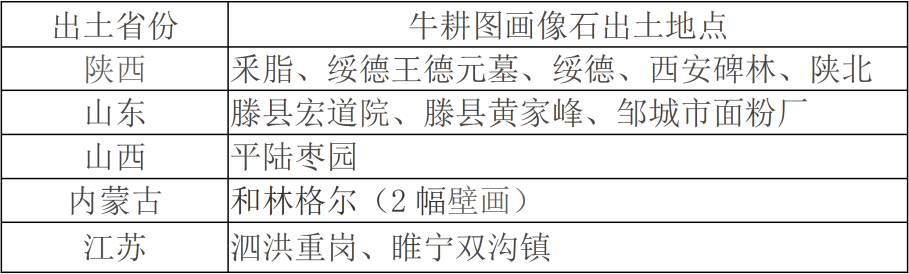 出土省份 牛耕图画像石出土地点
陕西 釆脂、绥德王德元墓、绥德、西安碑林、陕北
山东 滕县宏道院、滕县黄家峰、邹城市面粉厂
山西 平陆枣园
内蒙古 和林格尔（2幅壁画）
江苏 泗洪重岗、睢宁双沟镇